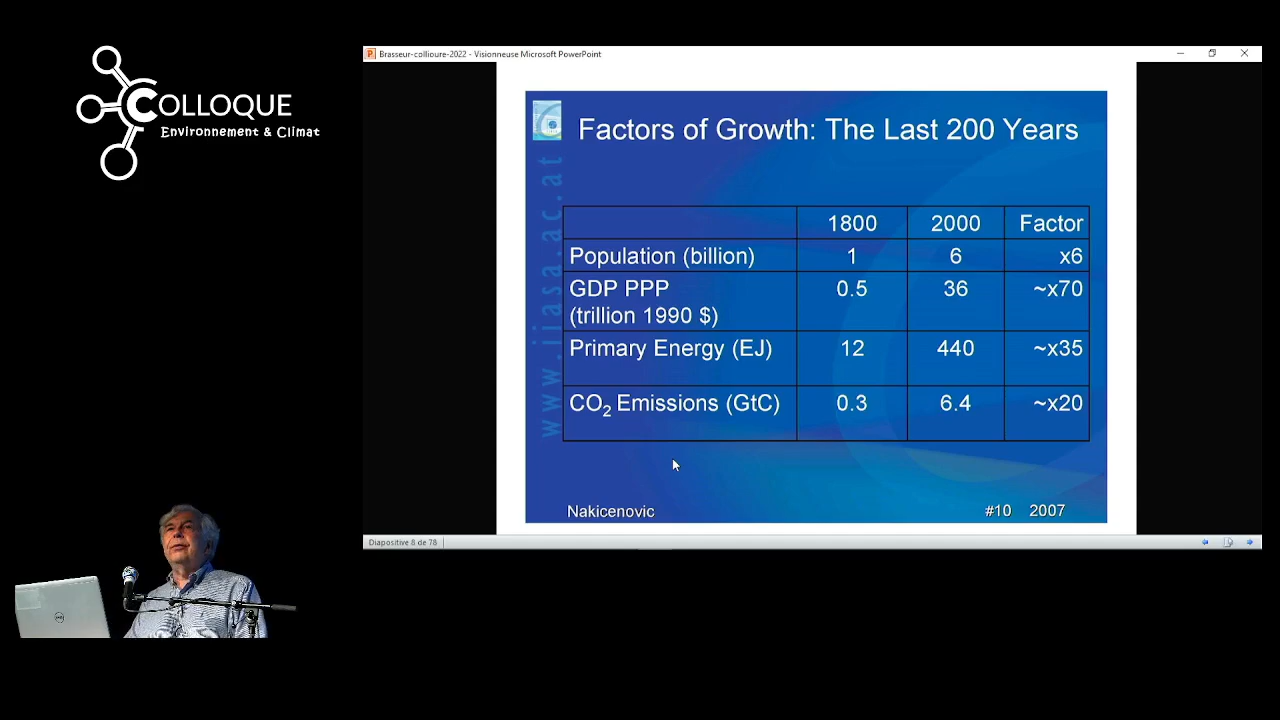 COLLOQUE
Environnement & Climat
Brasseur-collioure-2022 - Visionneuse Microsoft PowerPoint
www.iiasa.ac.at
Factors of Growth: The Last 200 Years
1800 2000 Factor
Population (billion) 1 6 x6
GDP PPP 0.5 36 ~x70
(trillion 1990 $)
Primary Energy (EJ) 12 440 ~x35
CO₂ Emissions (GtC) 0.3 6.4 ~x20
Nakicenovic #10 2007
Diapositive 8 de 78
DELL